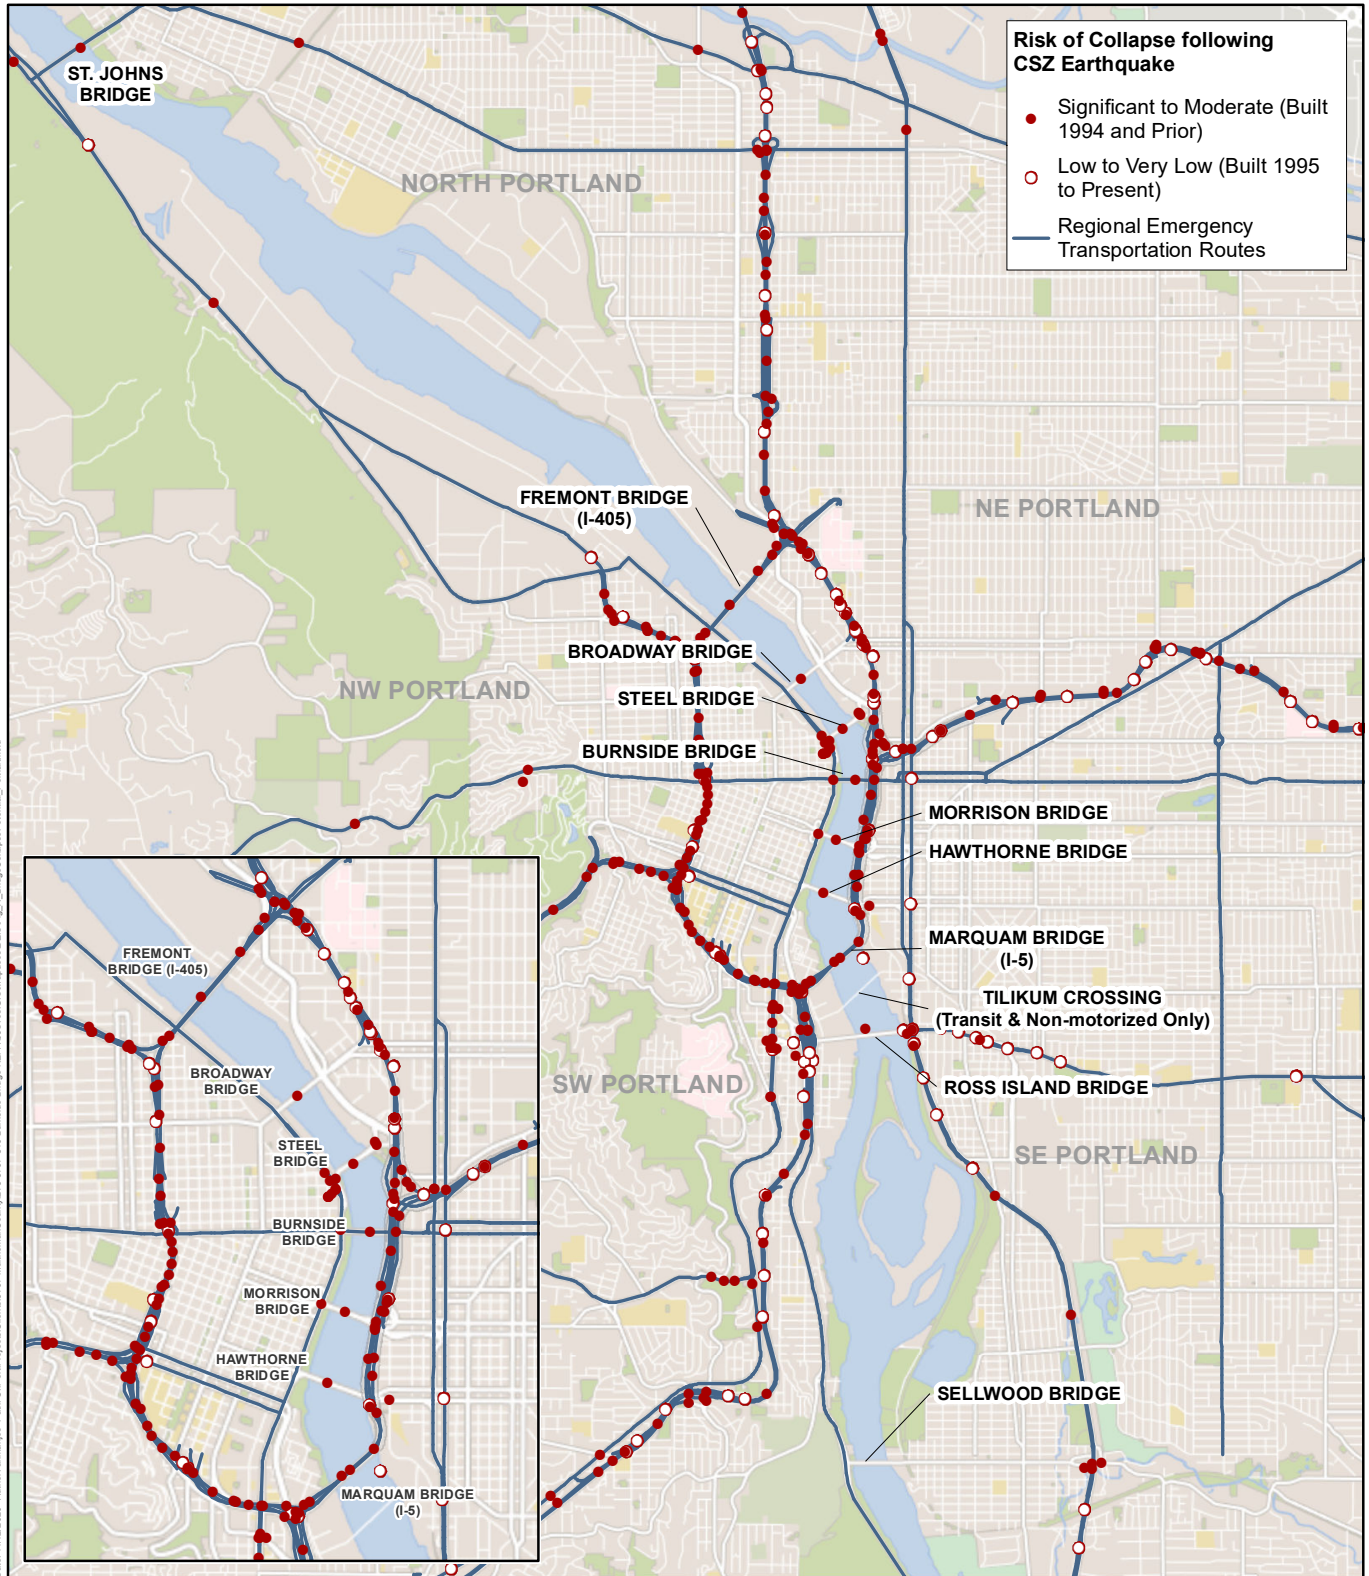 Risk of Collapse following
CSZ Earthquake
Significant to Moderate (Built
1994 and Prior)
Low to Very Low (Built 1995
to Present)
Regional Emergency
Transportation Routes
ST. JOHNS
BRIDGE
NORTH PORTLAND
FREMONT BRIDGE
(I-405)
NE PORTLAND
BROADWAY BRIDGE
NW PORTLAND
STEEL BRIDGE
BURNSIDE BRIDGE
MORRISON BRIDGE
HAWTHORNE BRIDGE
MARQUAM BRIDGE
(I-5)
TILIKUM CROSSING
(Transit & Non-motorized Only)
SW PORTLAND
ROSS ISLAND BRIDGE
SE PORTLAND
SELLWOOD BRIDGE
FREMONT
BRIDGE (I-405)
BROADWAY
BRIDGE
STEEL
BRIDGE
BURNSIDE
BRIDGE
MORRISON
BRIDGE
HAWTHORNE
BRIDGE
MARQUAM BRIDGE
(I-5)